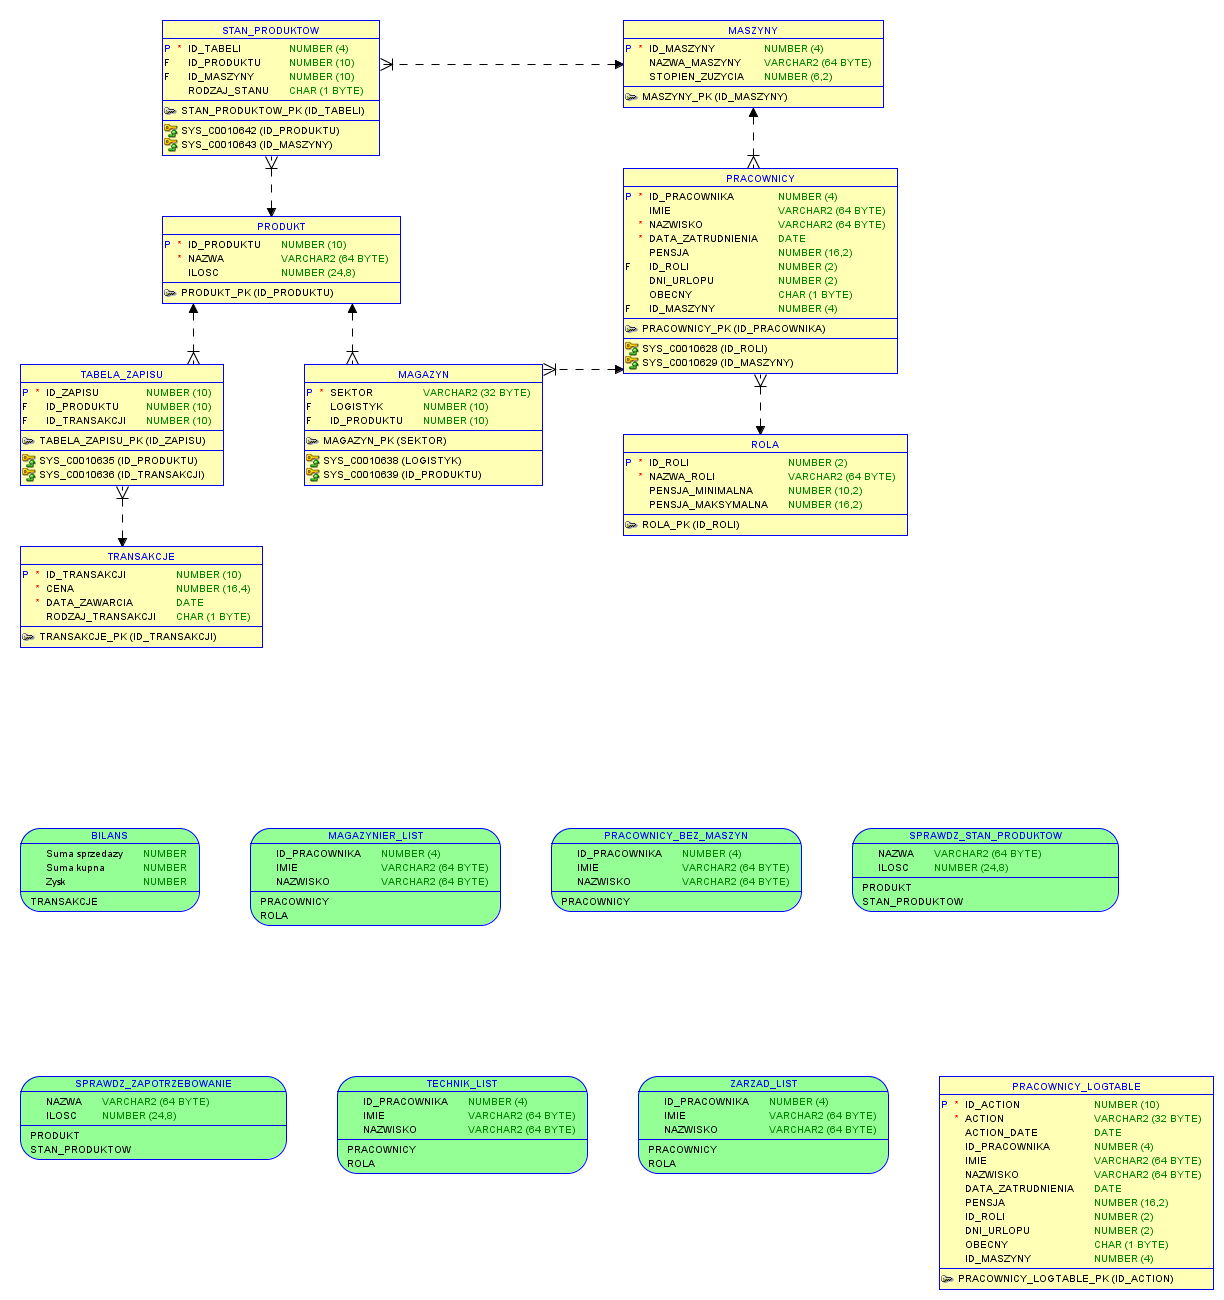 STAN_PRODUKTOW
P * ID_TABELI NUMBER (4)
F ID_PRODUKTU NUMBER (10)
F ID_MASZYNY NUMBER (10)
RODZAJ_STANU CHAR (1 BYTE)
STAN_PRODUKTOW_PK (ID_TABELI)
SYS_C0010642 (ID_PRODUKTU)
SYS_C0010643 (ID_MASZYNY)
MASZYNY
P * ID_MASZYNY NUMBER (4)
NAZWA_MASZYNY VARCHAR2 (64 BYTE)
STOPIEN_ZUZYCIA NUMBER (6,2)
MASZYNY_PK (ID_MASZYNY)
PRACOWNICY
P * ID_PRACOWNIKA NUMBER (4)
IMIE VARCHAR2 (64 BYTE)
* NAZWISKO VARCHAR2 (64 BYTE)
* DATA_ZATRUDNIENIA DATE
PENSJA NUMBER (16,2)
F ID_ROLI NUMBER (2)
DNI_URLOPU NUMBER (2)
OBECNY CHAR (1 BYTE)
F ID_MASZYNY NUMBER (4)
PRACOWNICY_PK (ID_PRACOWNIKA)
SYS_C0010628 (ID_ROLI)
SYS_C0010629 (ID_MASZYNY)
PRODUKT
P * ID_PRODUKTU NUMBER (10)
* NAZWA VARCHAR2 (64 BYTE)
ILOSC NUMBER (24,8)
PRODUKT_PK (ID_PRODUKTU)
TABELA_ZAPISU
P * ID_ZAPISU NUMBER (10)
F ID_PRODUKTU NUMBER (10)
F ID_TRANSAKCJI NUMBER (10)
TABELA_ZAPISU_PK (ID_ZAPISU)
SYS_C0010635 (ID_PRODUKTU)
SYS_C0010636 (ID_TRANSAKCJI)
MAGAZYN
P * SEKTOR VARCHAR2 (32 BYTE)
F LOGISTYK NUMBER (10)
F ID_PRODUKTU NUMBER (10)
MAGAZYN_PK (SEKTOR)
SYS_C0010638 (LOGISTYK)
SYS_C0010639 (ID_PRODUKTU)
ROLA
P * ID_ROLI NUMBER (2)
* NAZWA_ROLI VARCHAR2 (64 BYTE)
PENSJA_MINIMALNA NUMBER (10,2)
PENSJA_MAKSYMALNA NUMBER (16,2)
ROLA_PK (ID_ROLI)
TRANSAKCJE
P * ID_TRANSAKCJI NUMBER (10)
* CENA NUMBER (16,4)
* DATA_ZAWARCIA DATE
RODZAJ_TRANSAKCJI CHAR (1 BYTE)
TRANSAKCJE_PK (ID_TRANSAKCJI)
BILANS
Suma sprzedazy NUMBER
Suma kupna NUMBER
Zysk NUMBER
TRANSAKCJE
MAGAZYNIER_LIST
ID_PRACOWNIKA NUMBER (4)
IMIE VARCHAR2 (64 BYTE)
NAZWISKO VARCHAR2 (64 BYTE)
PRACOWNICY
ROLA
PRACOWNICY_BEZ_MASZYN
ID_PRACOWNIKA NUMBER (4)
IMIE VARCHAR2 (64 BYTE)
NAZWISKO VARCHAR2 (64 BYTE)
PRACOWNICY
SPRAWDZ_STAN_PRODUKTOW
NAZWA VARCHAR2 (64 BYTE)
ILOSC NUMBER (24,8)
PRODUKT
STAN_PRODUKTOW
SPRAWDZ_ZAPOTRZEBOWANIE
NAZWA VARCHAR2 (64 BYTE)
ILOSC NUMBER (24,8)
PRODUKT
STAN_PRODUKTOW
TECHNIK_LIST
ID_PRACOWNIKA NUMBER (4)
IMIE VARCHAR2 (64 BYTE)
NAZWISKO VARCHAR2 (64 BYTE)
PRACOWNICY
ROLA
ZARZAD_LIST
ID_PRACOWNIKA NUMBER (4)
IMIE VARCHAR2 (64 BYTE)
NAZWISKO VARCHAR2 (64 BYTE)
PRACOWNICY
ROLA
PRACOWNICY_LOGTABLE
P * ID_ACTION NUMBER (10)
* ACTION VARCHAR2 (32 BYTE)
ACTION_DATE DATE
ID_PRACOWNIKA NUMBER (4)
IMIE VARCHAR2 (64 BYTE)
NAZWISKO VARCHAR2 (64 BYTE)
DATA_ZATRUDNIENIA DATE
PENSJA NUMBER (16,2)
ID_ROLI NUMBER (2)
DNI_URLOPU NUMBER (2)
OBECNY CHAR (1 BYTE)
ID_MASZYNY NUMBER (4)
PRACOWNICY_LOGTABLE_PK (ID_ACTION)